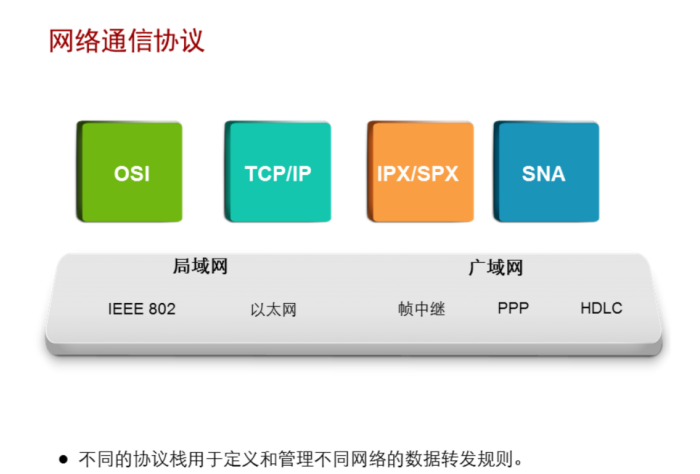 网络通信协议
OSI TCP/IP IPX/SPX SNA
局域网 广域网
IEEE 802 以太网 帧中继 PPP HDLC
● 不同的协议栈用于定义和管理不同网络的数据转发规则。